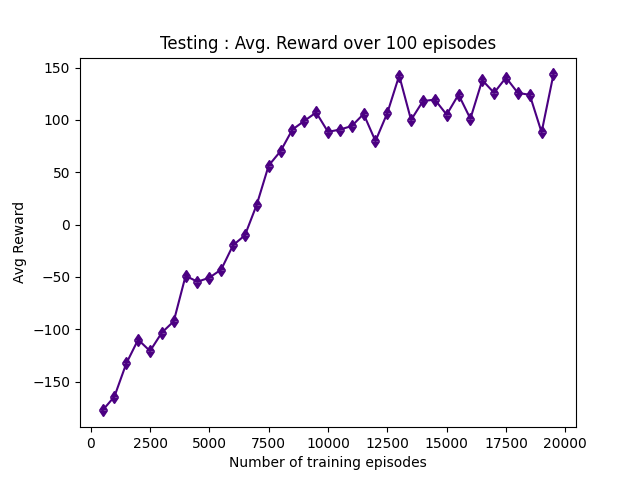 Testing : Avg. Reward over 100 episodes
150
100
50
0
−50
−100
−150
Avg Reward
0 2500 5000 7500 10000 12500 15000 17500 20000
Number of training episodes